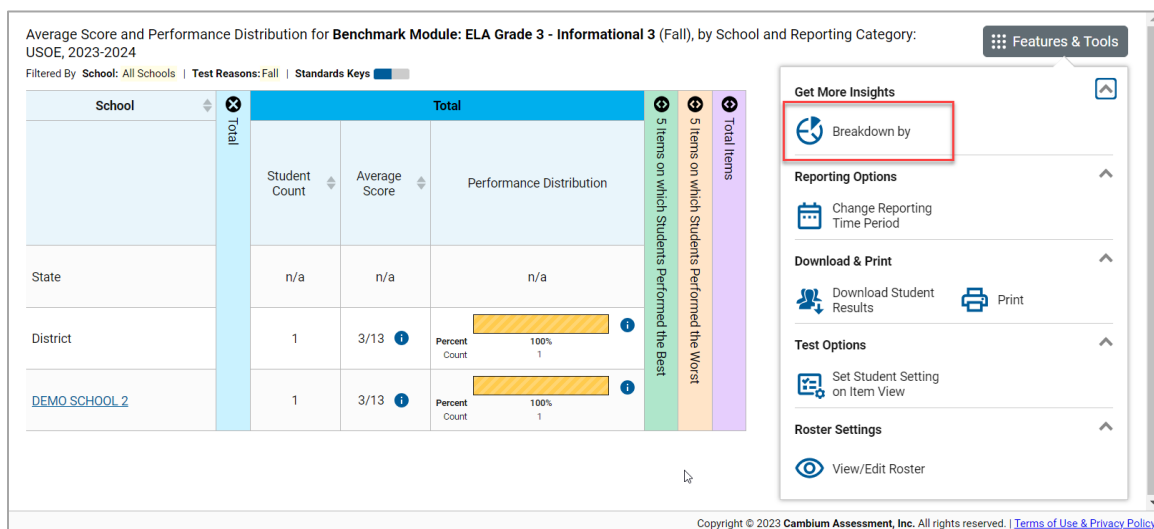 Average Score and Performance Distribution for Benchmark Module: ELA Grade 3 - Informational 3 (Fall), by School and Reporting Category:
USOE, 2023-2024
Filtered By School: All Schools | Test Reasons: Fall | Standards Keys
Features & Tools
School
Total
Total
5 Items on which Students Performed the Best
5 Items on which Students Performed the Worst
Total Items
Student
Count
Average
Score
Performance Distribution
State
n/a
n/a
n/a
District
1
3/13
Percent 100%
Count 1
DEMO SCHOOL 2
1
3/13
Percent 100%
Count 1
Get More Insights
Breakdown by
Reporting Options
Change Reporting
Time Period
Download & Print
Download Student
Results
Print
Test Options
Set Student Setting
on Item View
Roster Settings
View/Edit Roster
Copyright © 2023 Cambium Assessment, Inc. All rights reserved. | Terms of Use & Privacy Policy